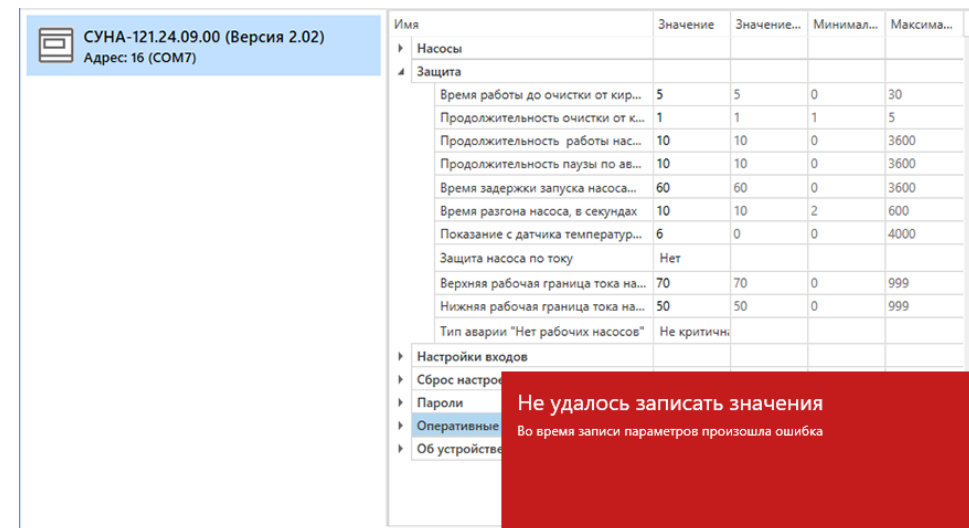 СУНА-121.24.09.00 (Версия 2.02)
Адрес: 16 (COM7)
Имя Значение Значение... Минимал... Максима...
Насосы
Защита
Время работы до очистки от кир... 5 5 0 30
Продолжительность очистки от к... 1 1 1 5
Продолжительность работы нас... 10 10 0 3600
Продолжительность паузы по ав... 10 10 0 3600
Время задержки запуска насоса... 60 60 0 3600
Время разгона насоса, в секундах 10 10 2 600
Показание с датчика температур... 6 0 0 4000
Защита насоса по току Нет
Верхняя рабочая граница тока на... 70 70 0 999
Нижняя рабочая граница тока на... 50 50 0 999
Тип аварии "Нет рабочих насосов" Не критична
Настройки входов
Сброс настрое
Пароли
Оперативные
Об устройстве
Не удалось записать значения
Во время записи параметров произошла ошибка